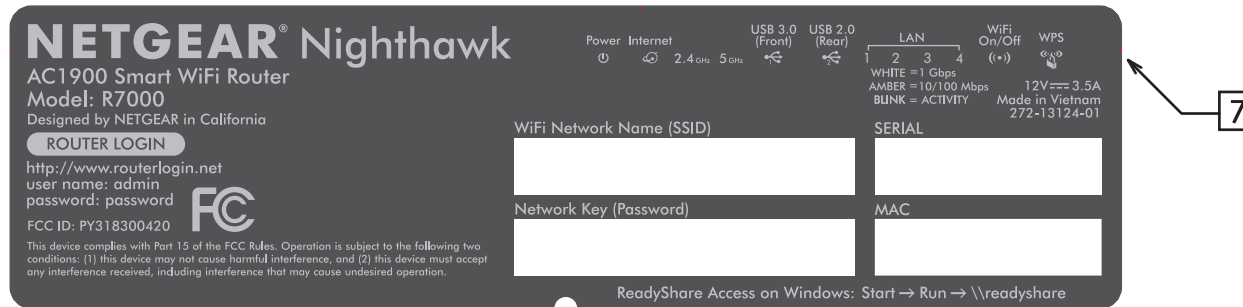 NETGEAR® Nighthawk
AC1900 Smart WiFi Router
Model: R7000
Designed by NETGEAR in California
ROUTER LOGIN
http://www.routerlogin.net
user name: admin
password: password
FC
FCC ID: PY318300420
This device complies with Part 15 of the FCC Rules. Operation is subject to the following two
conditions: (1) this device may not cause harmful interference, and (2) this device must accept
any interference received, including interference that may cause undesired operation.
Power Internet
2.4 GHz 5 GHz
USB 3.0
(Front)
USB 2.0
(Rear)
2
LAN
1 2 3 4
WHITE =1 Gbps
AMBER =10/100 Mbps
BLINK = ACTIVITY
WiFi
On/Off
WPS
12V⎓ 3.5A
Made in Vietnam
272-13124-01
WiFi Network Name (SSID)
SERIAL
Network Key (Password)
MAC
ReadyShare Access on Windows: Start → Run → \\readyshare
7